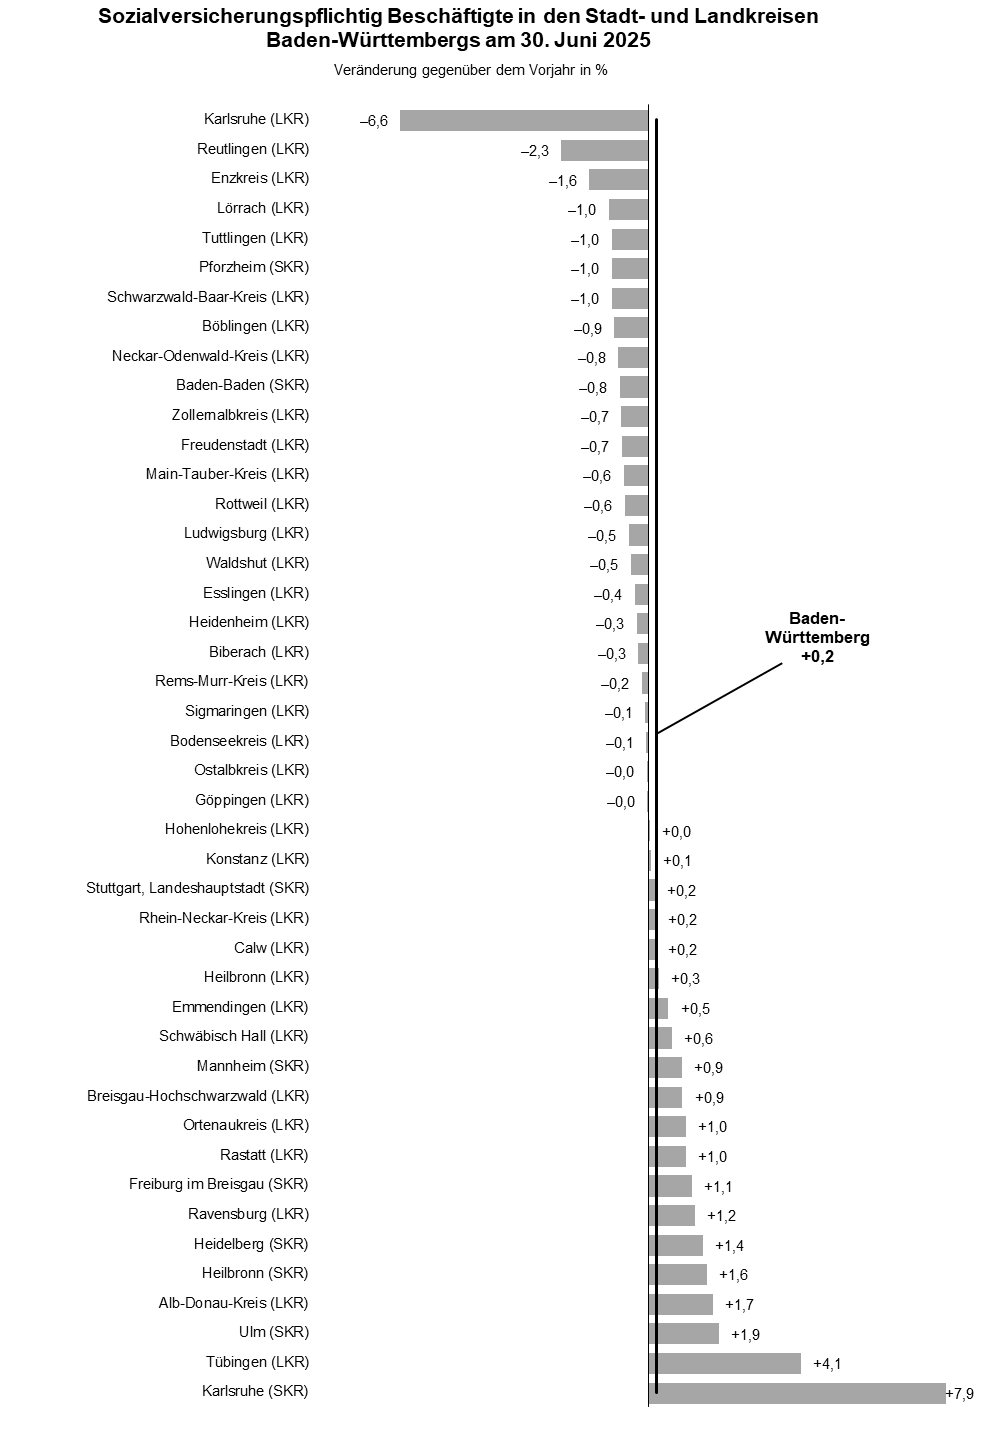 Sozialversicherungspflichtig Beschäftigte in den Stadt- und Landkreisen
Baden-Württembergs am 30. Juni 2025
Veränderung gegenüber dem Vorjahr in %
Karlsruhe (LKR) –6,6
Reutlingen (LKR) –2,3
Enzkreis (LKR) –1,6
Lörrach (LKR) –1,0
Tuttlingen (LKR) –1,0
Pforzheim (SKR) –1,0
Schwarzwald-Baar-Kreis (LKR) –1,0
Böblingen (LKR) –0,9
Neckar-Odenwald-Kreis (LKR) –0,8
Baden-Baden (SKR) –0,8
Zollernalbkreis (LKR) –0,7
Freudenstadt (LKR) –0,7
Main-Tauber-Kreis (LKR) –0,6
Rottweil (LKR) –0,6
Ludwigsburg (LKR) –0,5
Waldshut (LKR) –0,5
Esslingen (LKR) –0,4
Heidenheim (LKR) –0,3
Biberach (LKR) –0,3
Rems-Murr-Kreis (LKR) –0,2
Sigmaringen (LKR) –0,1
Bodenseekreis (LKR) –0,1
Ostalbkreis (LKR) –0,0
Göppingen (LKR) –0,0
Hohenlohekreis (LKR) +0,0
Konstanz (LKR) +0,1
Stuttgart, Landeshauptstadt (SKR) +0,2
Rhein-Neckar-Kreis (LKR) +0,2
Calw (LKR) +0,2
Heilbronn (LKR) +0,3
Emmendingen (LKR) +0,5
Schwäbisch Hall (LKR) +0,6
Mannheim (SKR) +0,9
Breisgau-Hochschwarzwald (LKR) +0,9
Ortenaukreis (LKR) +1,0
Rastatt (LKR) +1,0
Freiburg im Breisgau (SKR) +1,1
Ravensburg (LKR) +1,2
Heidelberg (SKR) +1,4
Heilbronn (SKR) +1,6
Alb-Donau-Kreis (LKR) +1,7
Ulm (SKR) +1,9
Tübingen (LKR) +4,1
Karlsruhe (SKR) +7,9
Baden-
Württemberg
+0,2